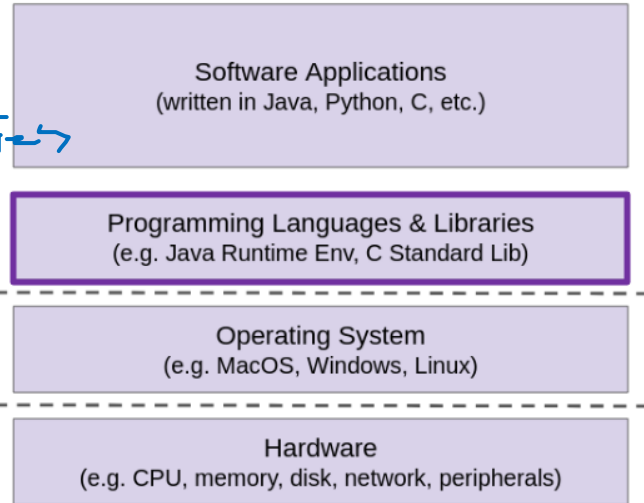 Software Applications
(written in Java, Python, C, etc.)
Programming Languages & Libraries
(e.g. Java Runtime Env, C Standard Lib)
Operating System
(e.g. MacOS, Windows, Linux)
Hardware
(e.g. CPU, memory, disk, network, peripherals)